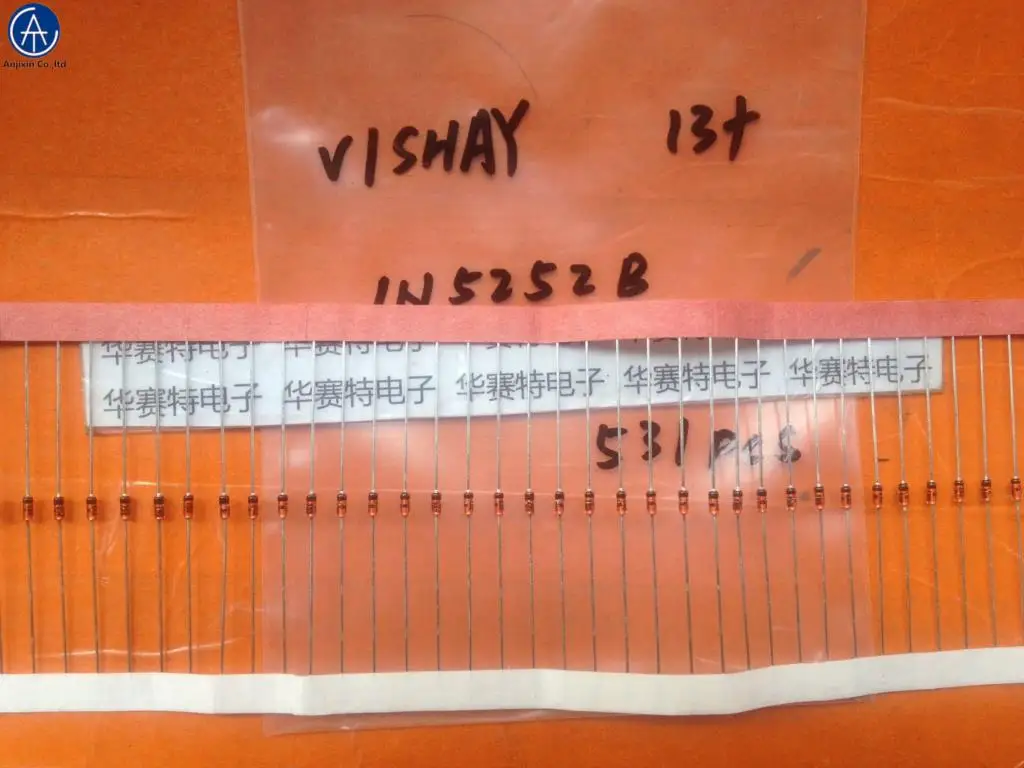 Anjixin Co.,ltd
VISHAY 13+
1N5252B
华赛特电子 华赛特电子
华赛特电子 华赛特电子 华赛特电子 华赛特电子 华赛特电子
531 pcs